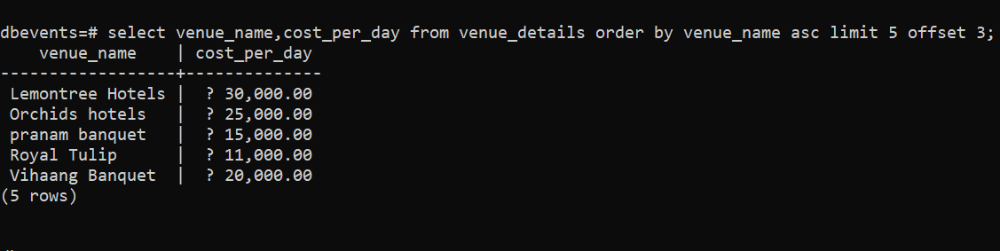 dbevents=# select venue_name,cost_per_day from venue_details order by venue_name asc limit 5 offset 3;
    venue_name    | cost_per_day
------------------+--------------
 Lemontree Hotels |  ? 30,000.00
 Orchids hotels   |  ? 25,000.00
 pranam banquet   |  ? 15,000.00
 Royal Tulip      |  ? 11,000.00
 Vihaang Banquet  |  ? 20,000.00
(5 rows)